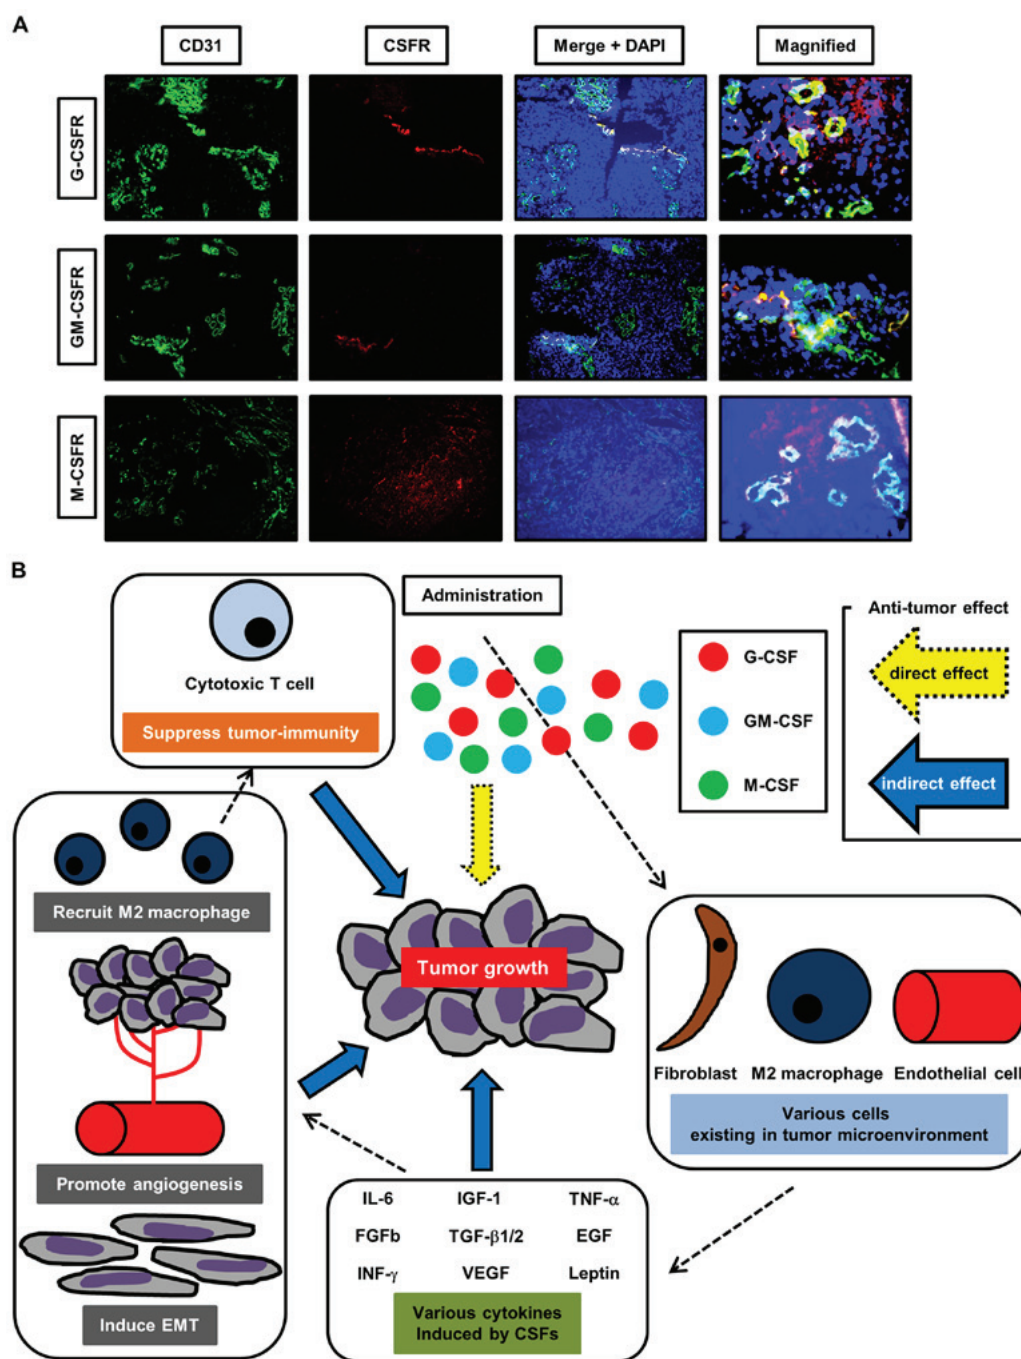 A
CD31
CSFR
Merge + DAPI
Magnified
G-CSFR
GM-CSFR
M-CSFR
B
Administration
Cytotoxic T cell
Suppress tumor-immunity
G-CSF
GM-CSF
M-CSF
Anti-tumor effect
direct effect
indirect effect
Recruit M2 macrophage
Tumor growth
Promote angiogenesis
Induce EMT
Fibroblast
M2 macrophage
Endothelial cell
Various cells
existing in tumor microenvironment
IL-6 IGF-1 TNF-α
FGFb TGF-β1/2 EGF
INF-γ VEGF Leptin
Various cytokines
Induced by CSFs